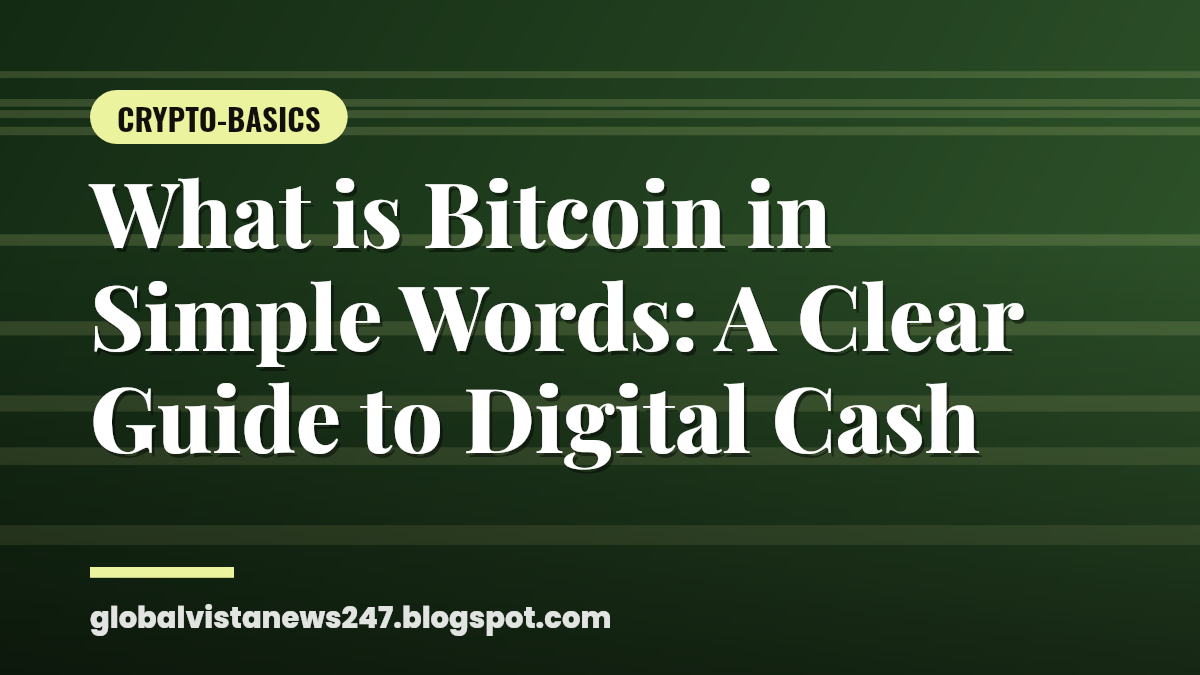 CRYPTO-BASICS
What is Bitcoin in
Simple Words: A Clear
Guide to Digital Cash
globalvistanews247.blogspot.com